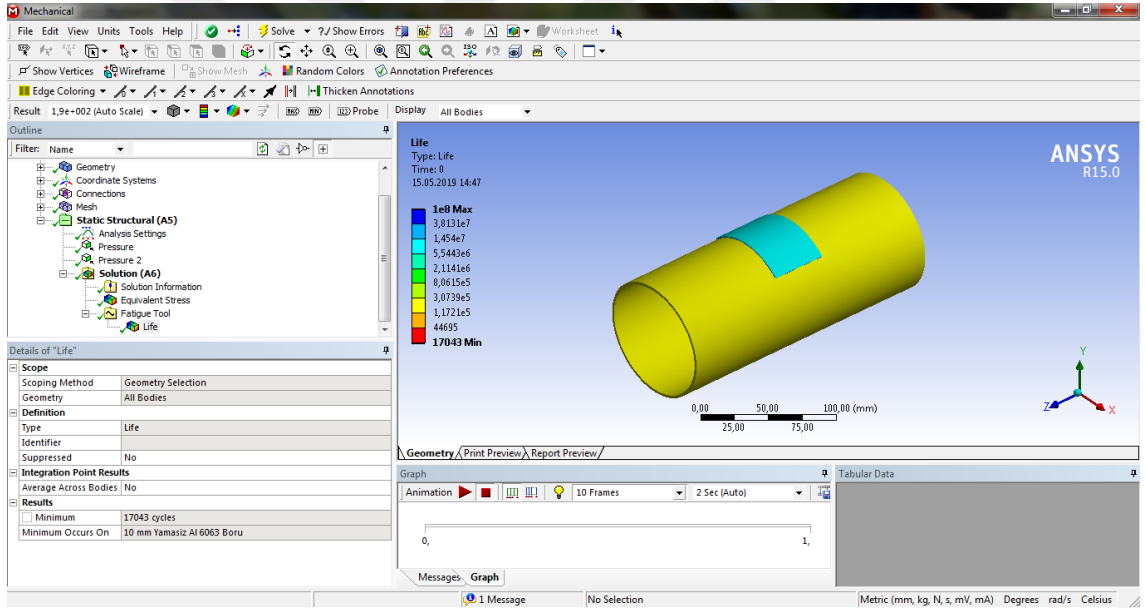 Mechanical
File Edit View Units Tools Help Solve ?/ Show Errors Worksheet
Show Vertices Wireframe Show Mesh Random Colors Annotation Preferences
Edge Coloring Thicken Annotations
Result 1,9e+002 (Auto Scale) Probe Display All Bodies
Outline
Filter: Name
Geometry
Coordinate Systems
Connections
Mesh
Static Structural (A5)
Analysis Settings
Pressure
Pressure 2
Solution (A6)
Solution Information
Equivalent Stress
Fatigue Tool
Life
Details of "Life"
Scope
Scoping Method Geometry Selection
Geometry All Bodies
Definition
Type Life
Identifier
Suppressed No
Integration Point Results
Average Across Bodies No
Results
Minimum 17043 cycles
Minimum Occurs On 10 mm Yamasiz Al 6063 Boru
Life
Type: Life
Time: 0
15.05.2019 14:47
1e8 Max
3,8131e7
1,454e7
5,5443e6
2,1141e6
8,0615e5
3,0739e5
1,1721e5
44695
17043 Min
ANSYS
R15.0
0,00 50,00 100,00 (mm)
25,00 75,00
Y
Z X
Geometry Print Preview Report Preview
Graph
Animation 10 Frames 2 Sec (Auto)
0, 1,
Messages Graph
Tabular Data
1 Message No Selection Metric (mm, kg, N, s, mV, mA) Degrees rad/s Celsius